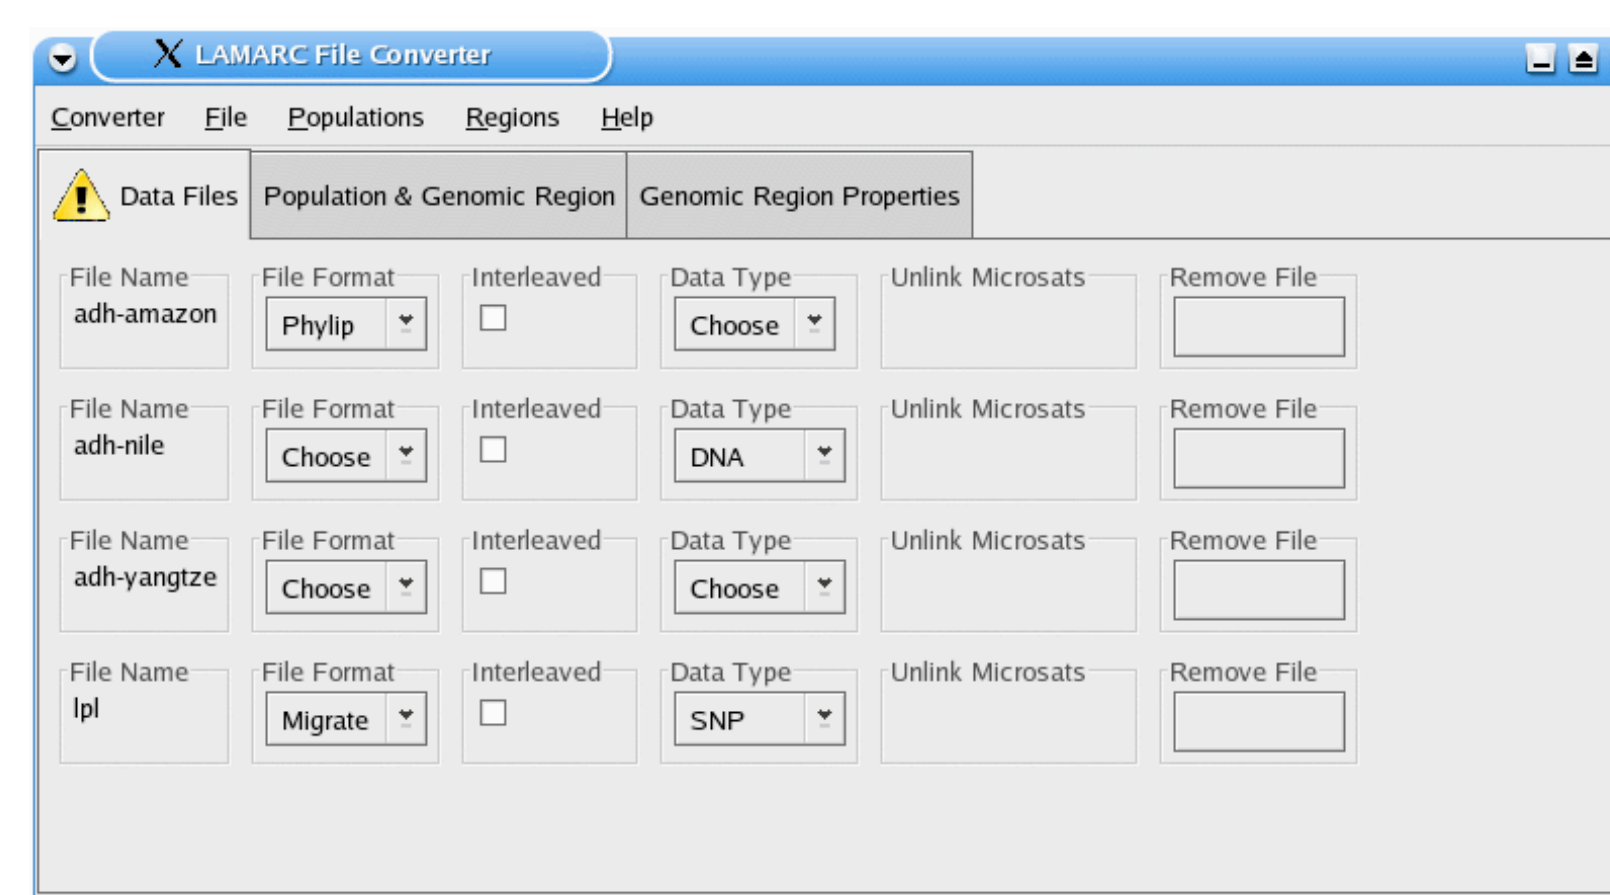 LAMARC File Converter
Converter File Populations Regions Help
Data Files Population & Genomic Region Genomic Region Properties
File Name File Format Interleaved Data Type Unlink Microsats Remove File
adh-amazon Phylip Choose
File Name File Format Interleaved Data Type Unlink Microsats Remove File
adh-nile Choose DNA
File Name File Format Interleaved Data Type Unlink Microsats Remove File
adh-yangtze Choose Choose
File Name File Format Interleaved Data Type Unlink Microsats Remove File
lpl Migrate SNP